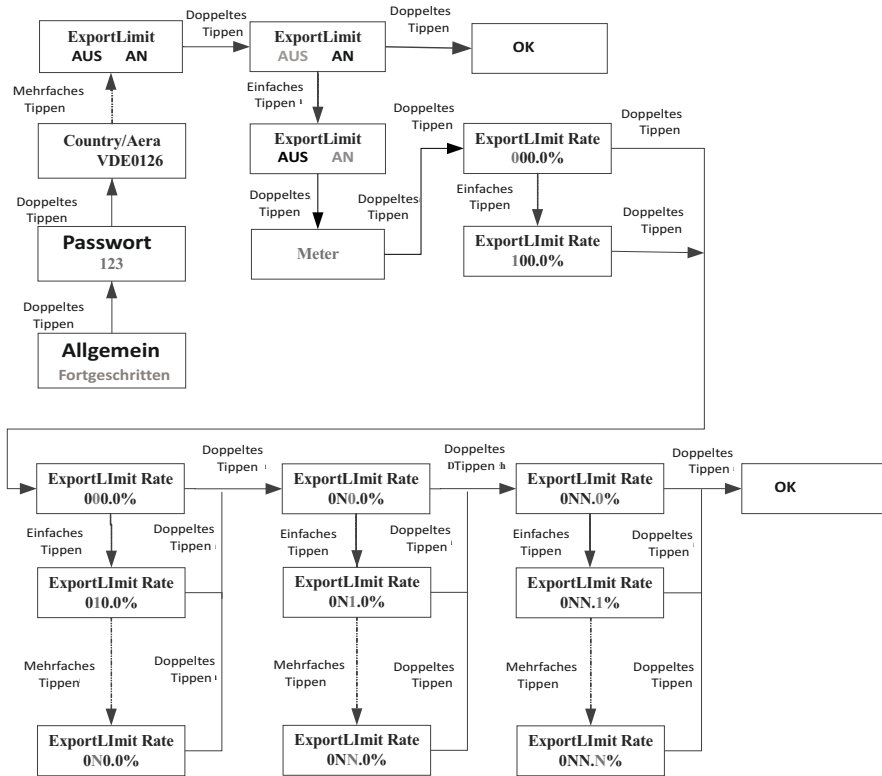 Doppeltes
Tippen
ExportLimit
AUS AN
Doppeltes
Tippen
ExportLimit
AUS AN
Doppeltes
Tippen
OK
Mehrfaches
Tippen
Einfaches
Tippen
Country/Aera
VDE0126
ExportLimit
AUS AN
Doppeltes
Tippen
ExportLImit Rate
000.0%
Doppeltes
Tippen
Doppeltes
Tippen
Doppeltes
Tippen
Doppeltes
Tippen
Einfaches
Tippen
Doppeltes
Tippen
Passwort
123
Meter
ExportLImit Rate
100.0%
Doppeltes
Tippen
Allgemein
Fortgeschritten
Doppeltes
Tippen
Doppeltes
Tippen
Doppeltes
Tippen
ExportLImit Rate
000.0%
ExportLImit Rate
0N0.0%
ExportLImit Rate
0NN.0%
OK
Einfaches
Tippen
Doppeltes
Tippen
Einfaches
Tippen
Doppeltes
Tippen
Einfaches
Tippen
Doppeltes
Tippen
ExportLImit Rate
010.0%
ExportLImit Rate
0N1.0%
ExportLImit Rate
0NN.1%
Mehrfaches
Tippen
Doppeltes
Tippen
Mehrfaches
Tippen
Doppeltes
Tippen
Mehrfaches
Tippen
Doppeltes
Tippen
ExportLImit Rate
0N0.0%
ExportLImit Rate
0NN.0%
ExportLImit Rate
0NN.N%